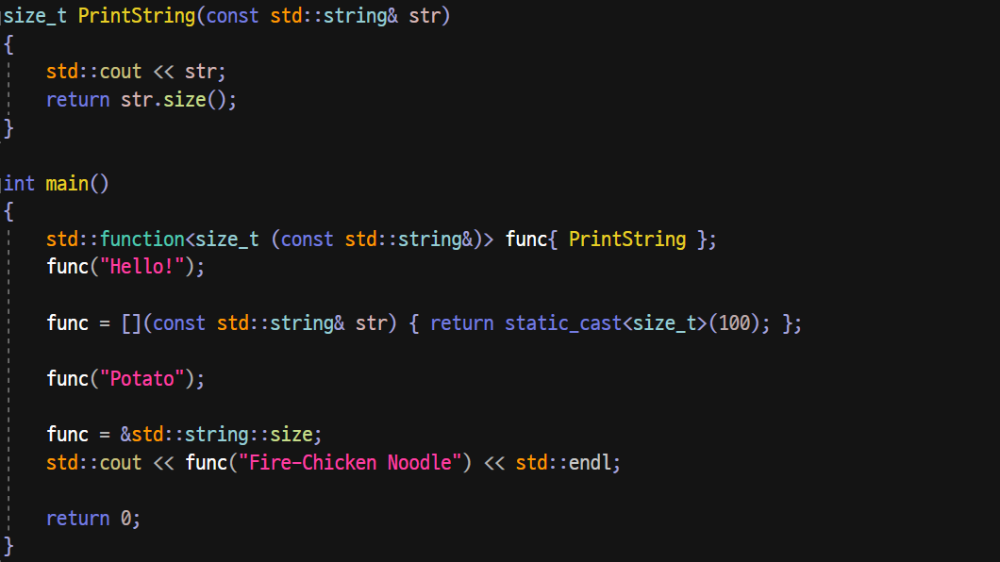 size_t PrintString(const std::string& str)
{
    std::cout << str;
    return str.size();
}
int main()
{
    std::function<size_t (const std::string&)> func{ PrintString };
    func("Hello!");
    func = [](const std::string& str) { return static_cast<size_t>(100); };
    func("Potato");
    func = &std::string::size;
    std::cout << func("Fire-Chicken Noodle") << std::endl;
    return 0;
}